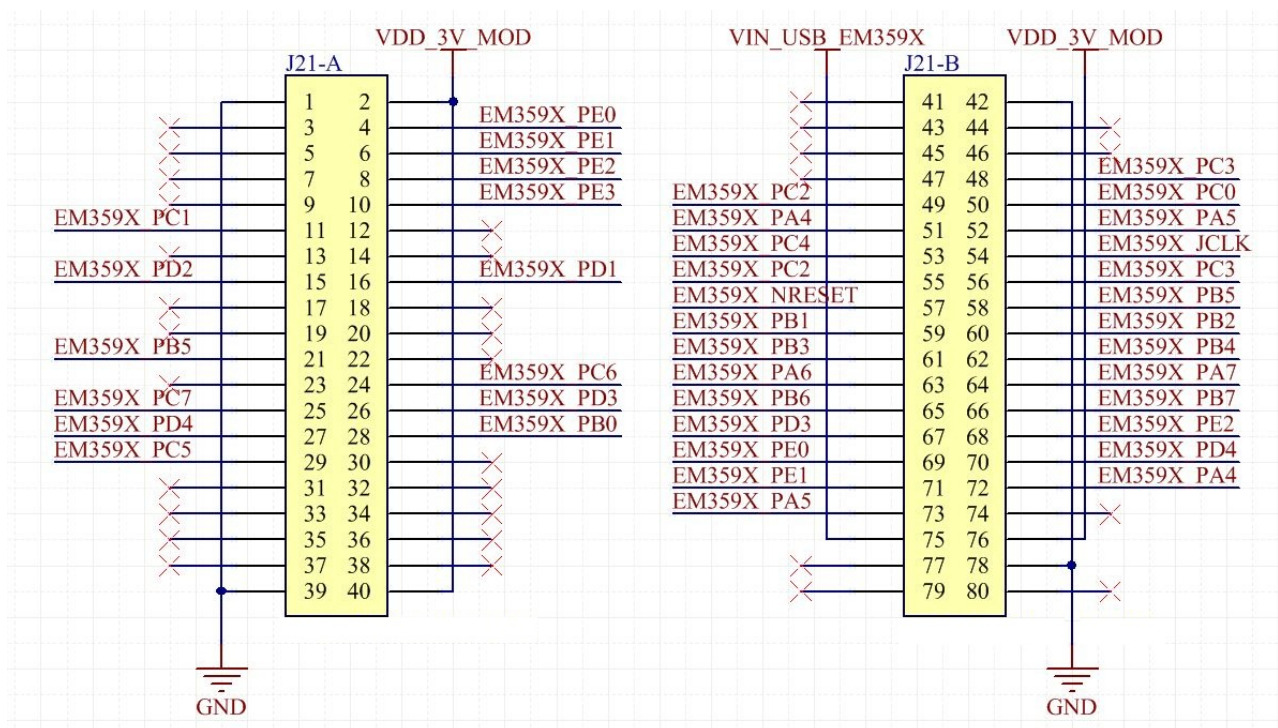 VDD_3V_MOD
J21-A
1 2
3 4 EM359X_PE0
5 6 EM359X_PE1
7 8 EM359X_PE2
9 10 EM359X_PE3
EM359X_PC1 11 12
13 14
EM359X_PD2 15 16 EM359X_PD1
17 18
19 20
EM359X_PB5 21 22
23 24 EM359X_PC6
EM359X_PC7 25 26 EM359X_PD3
EM359X_PD4 27 28 EM359X_PB0
EM359X_PC5 29 30
31 32
33 34
35 36
37 38
39 40
GND
VIN_USB_EM359X VDD_3V_MOD
J21-B
41 42
43 44
45 46
47 48 EM359X_PC3
EM359X_PC2 49 50 EM359X_PC0
EM359X_PA4 51 52 EM359X_PA5
EM359X_PC4 53 54 EM359X_JCLK
EM359X_PC2 55 56 EM359X_PC3
EM359X_NRESET 57 58 EM359X_PB5
EM359X_PB1 59 60 EM359X_PB2
EM359X_PB3 61 62 EM359X_PB4
EM359X_PA6 63 64 EM359X_PA7
EM359X_PB6 65 66 EM359X_PB7
EM359X_PD3 67 68 EM359X_PE2
EM359X_PE0 69 70 EM359X_PD4
EM359X_PE1 71 72 EM359X_PA4
EM359X_PA5 73 74
75 76
77 78
79 80
GND